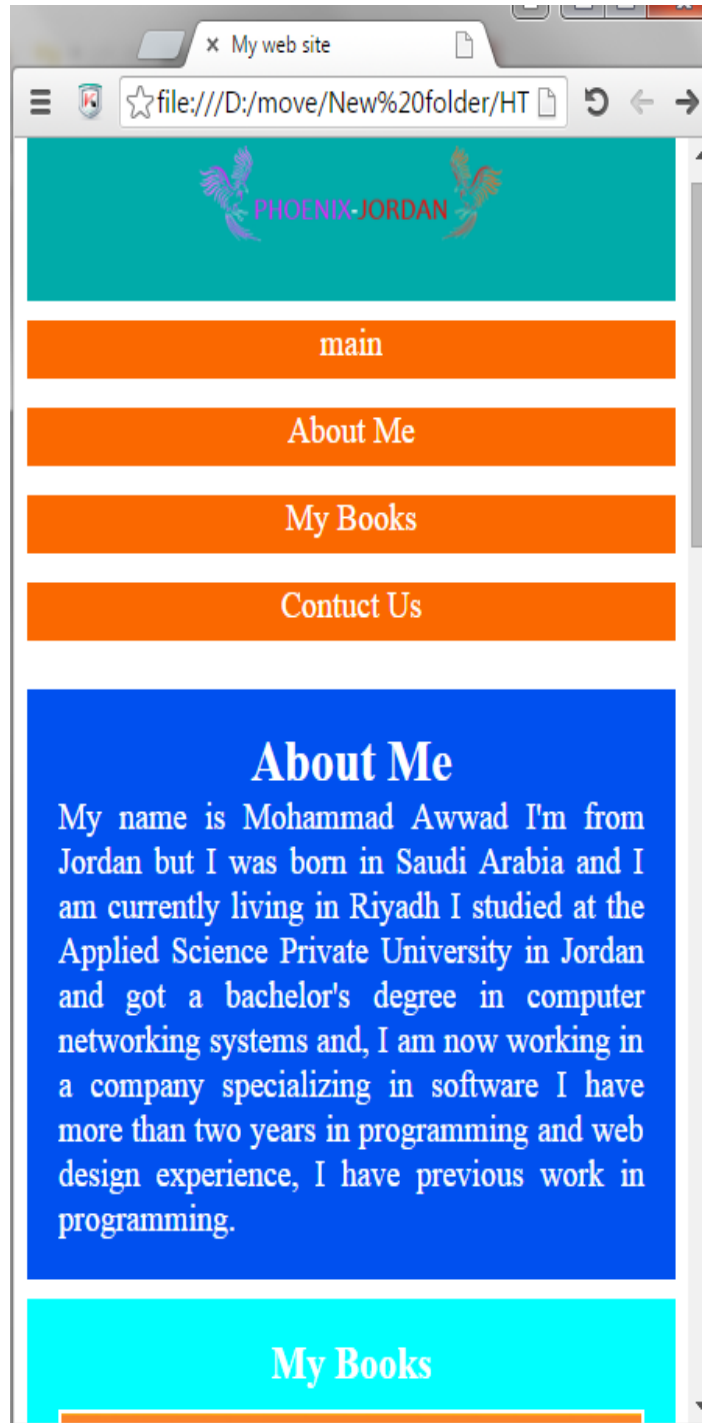 My web site
file:///D:/move/New%20folder/HT
PHOENIX-JORDAN
main
About Me
My Books
Contuct Us
About Me
My name is Mohammad Awwad I'm from
Jordan but I was born in Saudi Arabia and I
am currently living in Riyadh I studied at the
Applied Science Private University in Jordan
and got a bachelor's degree in computer
networking systems and, I am now working in
a company specializing in software I have
more than two years in programming and web
design experience, I have previous work in
programming.
My Books